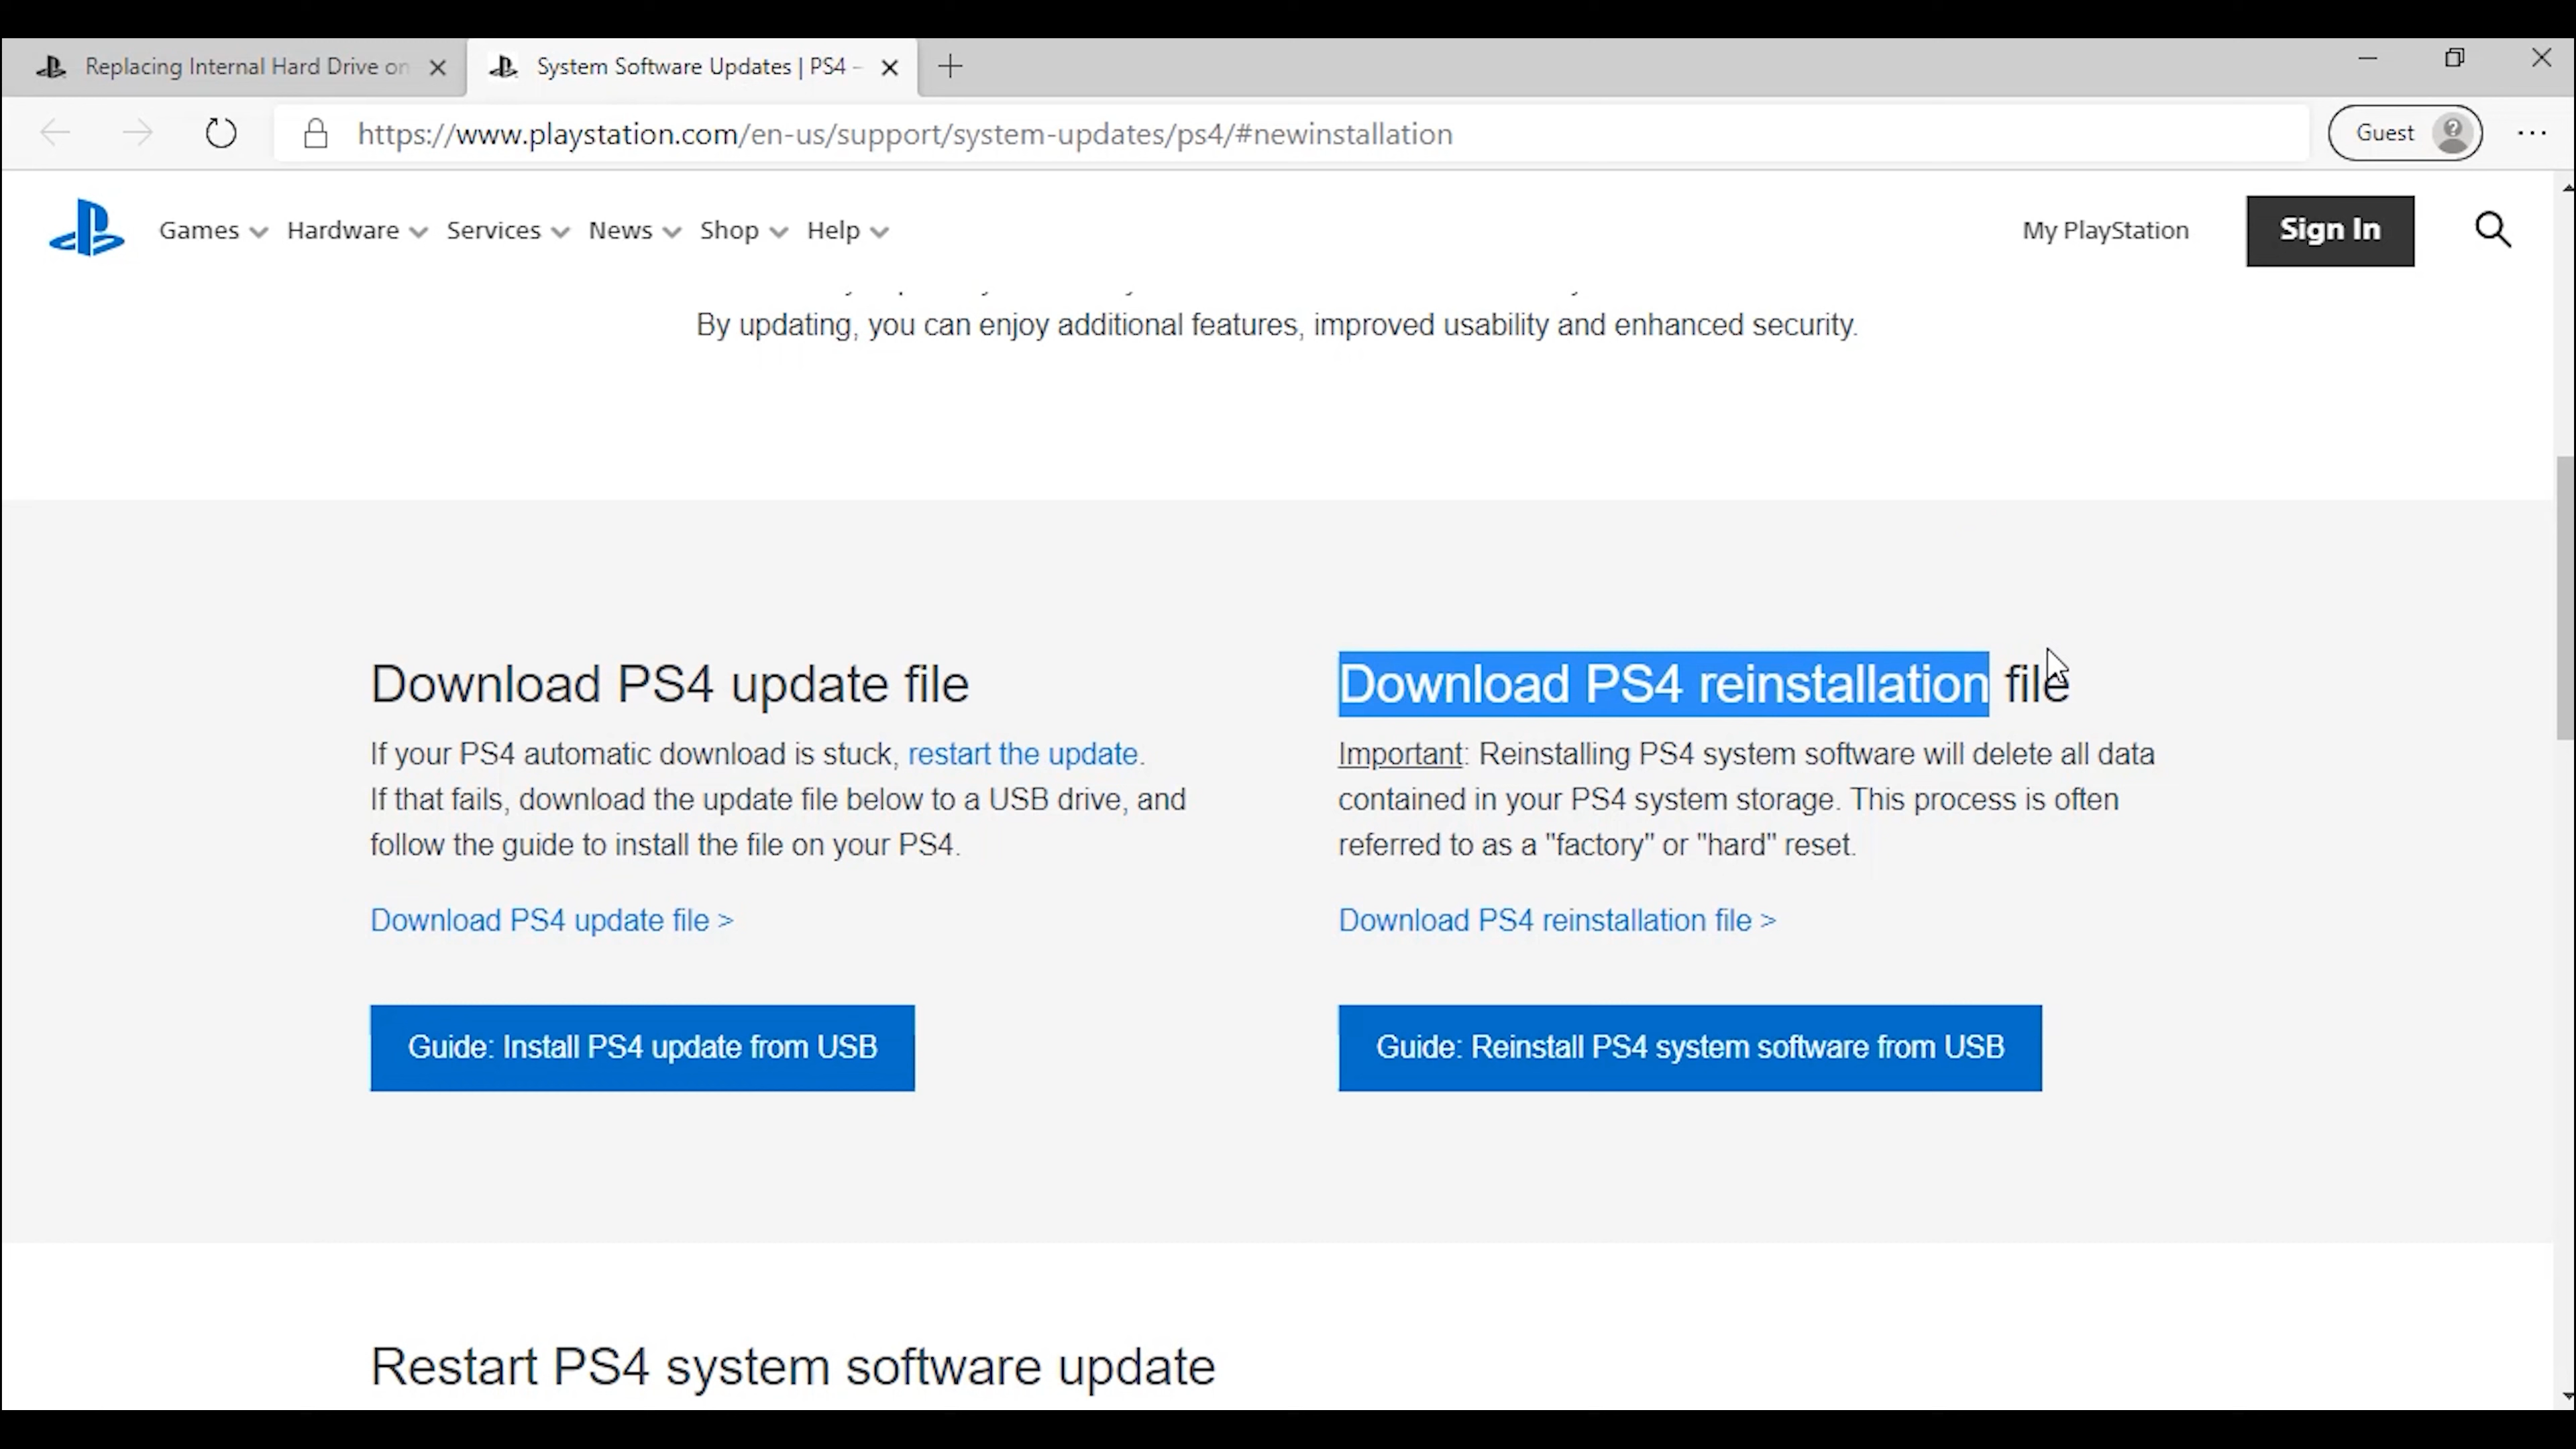 Replacing Internal Hard Drive on
System Software Updates | PS4 -
https://www.playstation.com/en-us/support/system-updates/ps4/#newinstallation
Guest
Games Hardware Services News Shop Help
My PlayStation
Sign In
By updating, you can enjoy additional features, improved usability and enhanced security.
Download PS4 update file
If your PS4 automatic download is stuck, restart the update.
If that fails, download the update file below to a USB drive, and
follow the guide to install the file on your PS4.
Download PS4 update file >
Guide: Install PS4 update from USB
Download PS4 reinstallation file
Important: Reinstalling PS4 system software will delete all data
contained in your PS4 system storage. This process is often
referred to as a "factory" or "hard" reset.
Download PS4 reinstallation file >
Guide: Reinstall PS4 system software from USB
Restart PS4 system software update